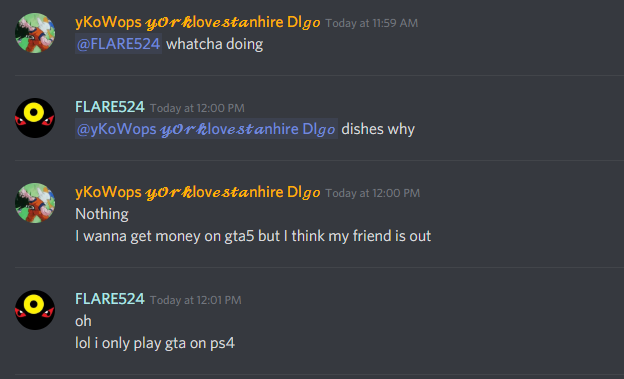 yKoWops 𝔂𝓸𝓻𝓴lov𝓮𝓼𝓽𝓪nhire Dl𝓰𝓸 Today at 11:59 AM
@FLARE524 whatcha doing
FLARE524 Today at 12:00 PM
@yKoWops 𝔂𝓸𝓻𝓴lov𝓮𝓼𝓽𝓪nhire Dl𝓰𝓸 dishes why
yKoWops 𝔂𝓸𝓻𝓴lov𝓮𝓼𝓽𝓪nhire Dl𝓰𝓸 Today at 12:00 PM
Nothing
I wanna get money on gta5 but I think my friend is out
FLARE524 Today at 12:01 PM
oh
lol i only play gta on ps4